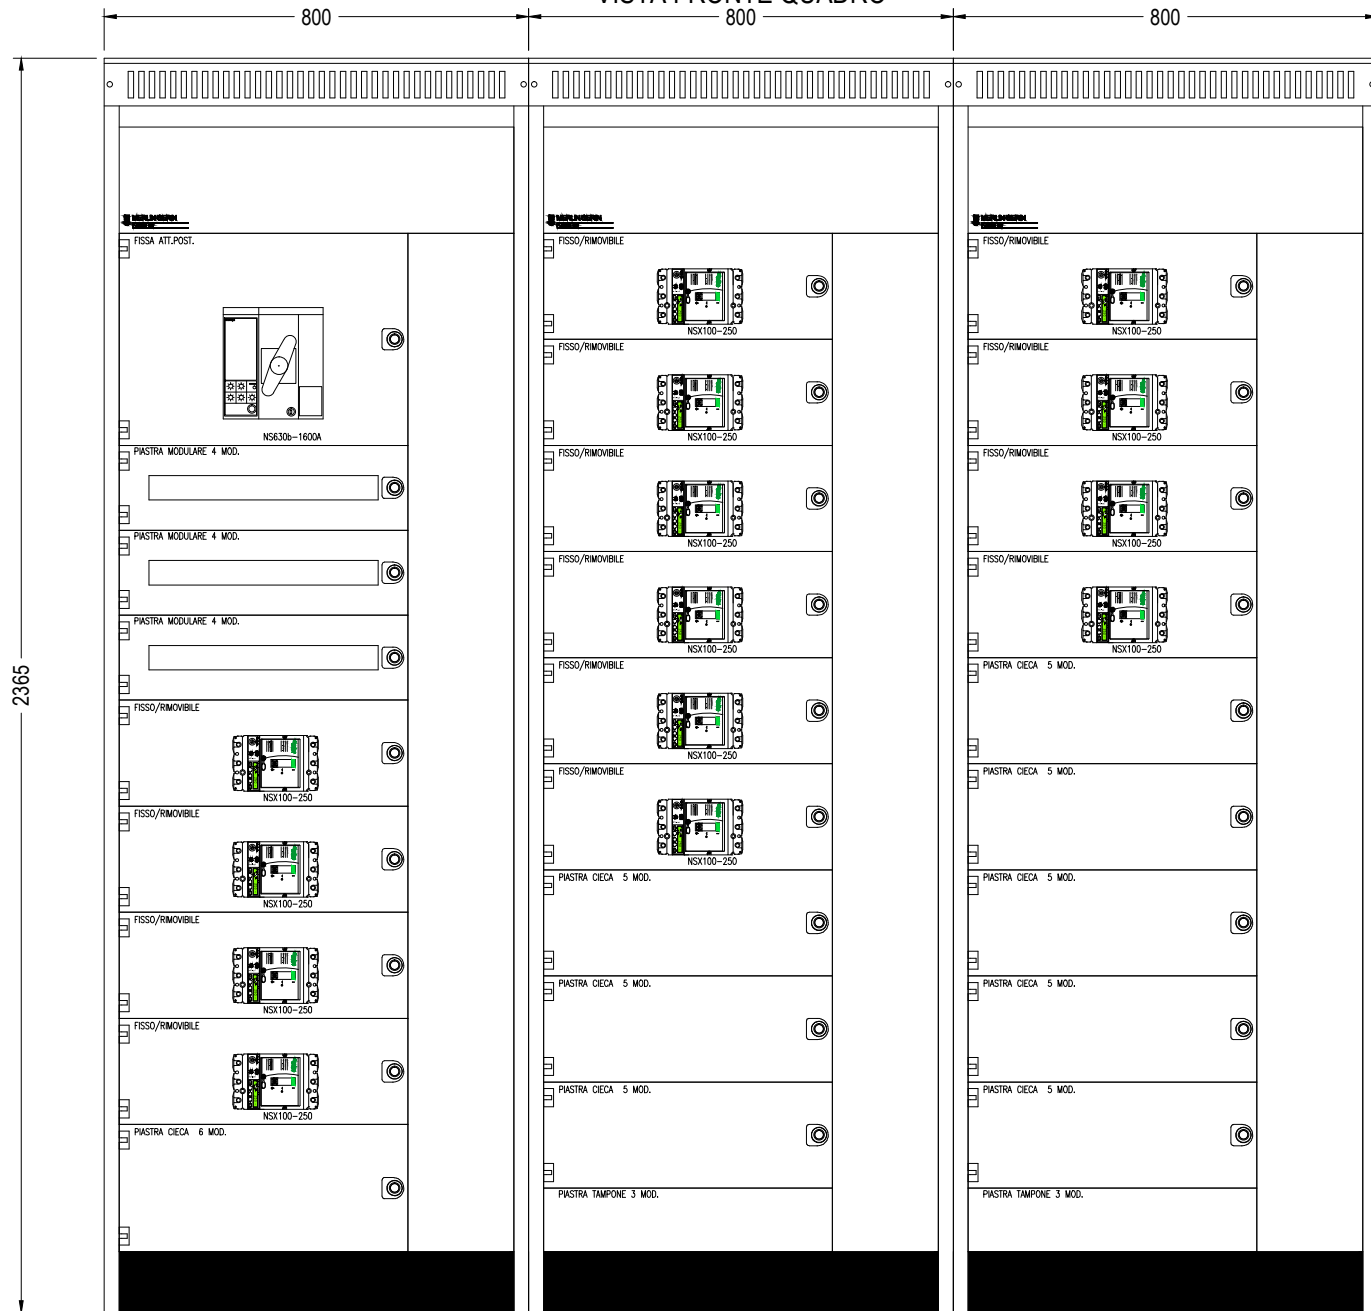 VISTA FRONTE QUADRO
800
800
800
2365
FISSA ATT.POST.
NS630b-1600A
PIASTRA MODULARE 4 MOD.
PIASTRA MODULARE 4 MOD.
PIASTRA MODULARE 4 MOD.
FISSO/RIMOVIBILE
NSX100-250
FISSO/RIMOVIBILE
NSX100-250
FISSO/RIMOVIBILE
NSX100-250
FISSO/RIMOVIBILE
NSX100-250
PIASTRA CIECA 6 MOD.
FISSO/RIMOVIBILE
NSX100-250
FISSO/RIMOVIBILE
NSX100-250
FISSO/RIMOVIBILE
NSX100-250
FISSO/RIMOVIBILE
NSX100-250
FISSO/RIMOVIBILE
NSX100-250
FISSO/RIMOVIBILE
NSX100-250
PIASTRA CIECA 5 MOD.
PIASTRA CIECA 5 MOD.
PIASTRA CIECA 5 MOD.
PIASTRA TAMPONE 3 MOD.
FISSO/RIMOVIBILE
NSX100-250
FISSO/RIMOVIBILE
NSX100-250
FISSO/RIMOVIBILE
NSX100-250
FISSO/RIMOVIBILE
NSX100-250
PIASTRA CIECA 5 MOD.
PIASTRA CIECA 5 MOD.
PIASTRA CIECA 5 MOD.
PIASTRA CIECA 5 MOD.
PIASTRA CIECA 5 MOD.
PIASTRA TAMPONE 3 MOD.